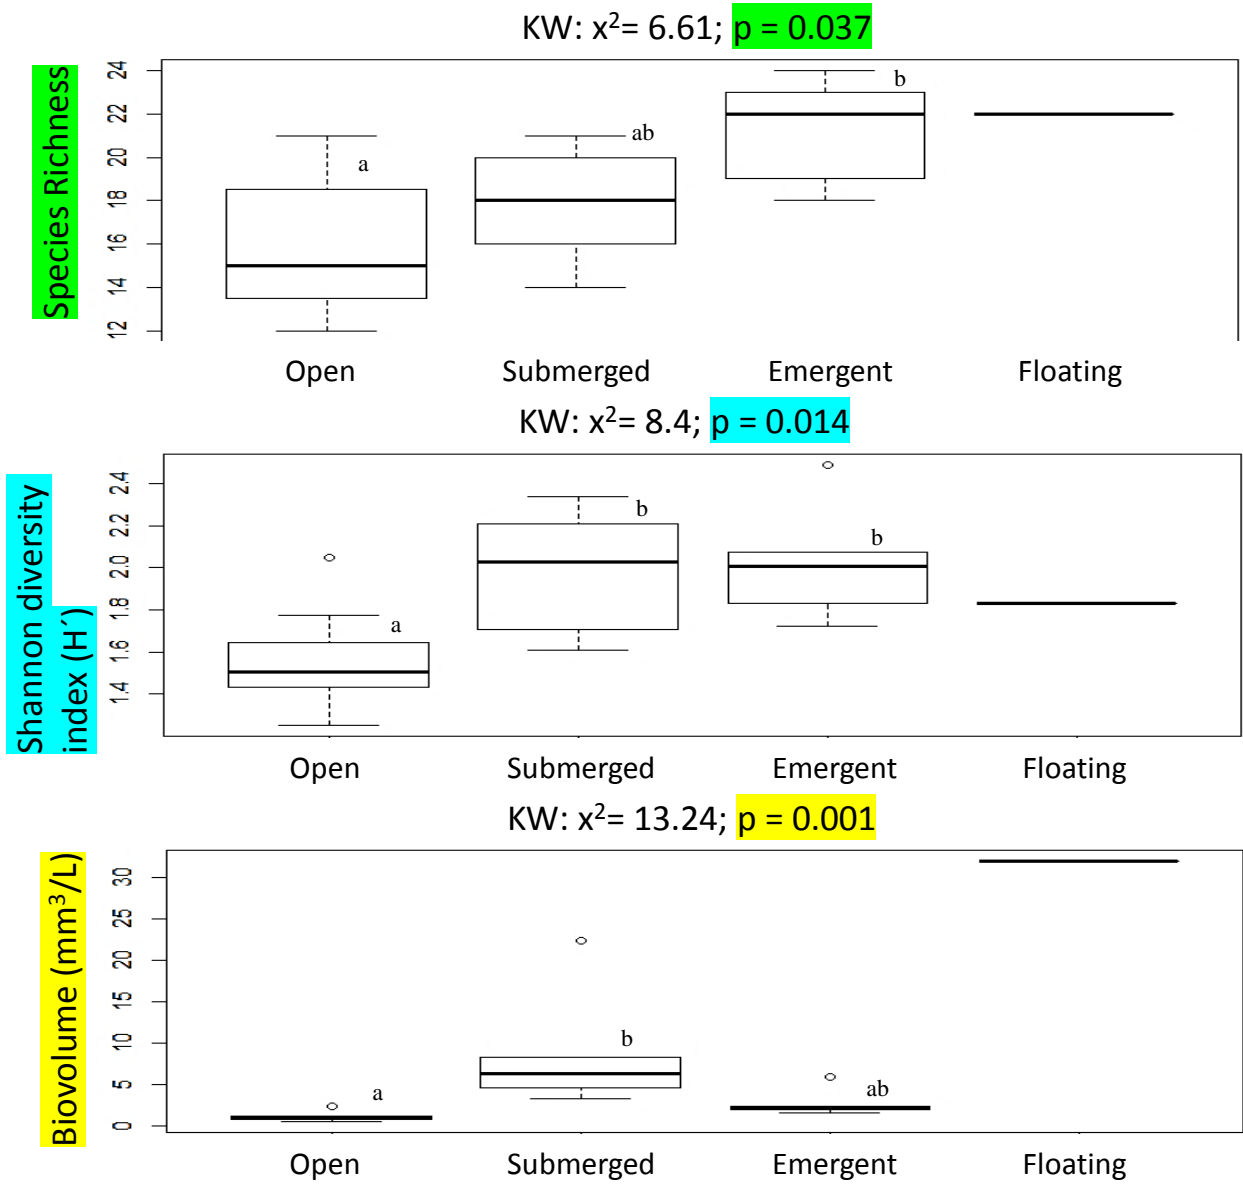 KW: x²= 6.61; p = 0.037
Species Richness
24
22
20
18
16
14
12
a
ab
b
Open Submerged Emergent Floating
KW: x²= 8.4; p = 0.014
Shannon diversity
index (H´)
2.4
2.2
2.0
1.8
1.6
1.4
a
b
b
Open Submerged Emergent Floating
KW: x²= 13.24; p = 0.001
Biovolume (mm³/L)
30
25
20
15
10
5
0
a
b
ab
Open Submerged Emergent Floating